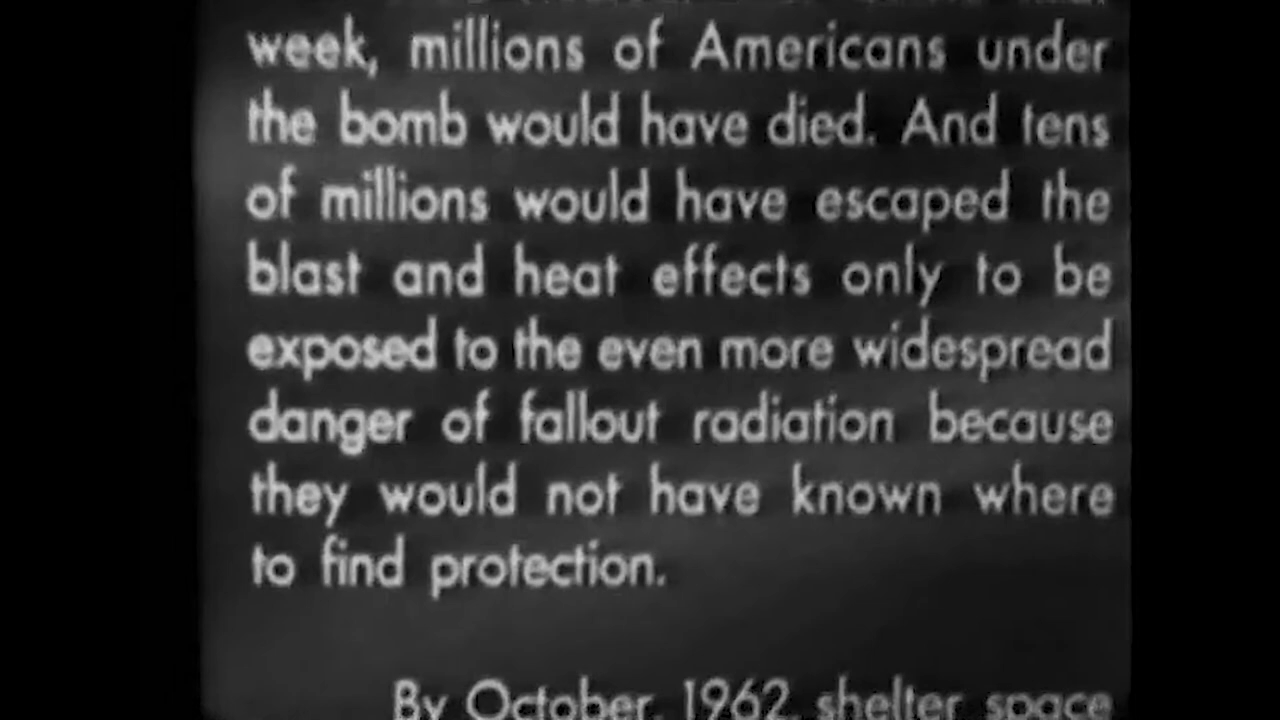 week, millions of Americans under
the bomb would have died. And tens
of millions would have escaped the
blast and heat effects only to be
exposed to the even more widespread
danger of fallout radiation because
they would not have known where
to find protection.
By October, 1962, shelter space